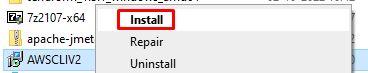 Install
7z2107-x64
apache-jmet
Repair
AWSCLIV2
Uninstall